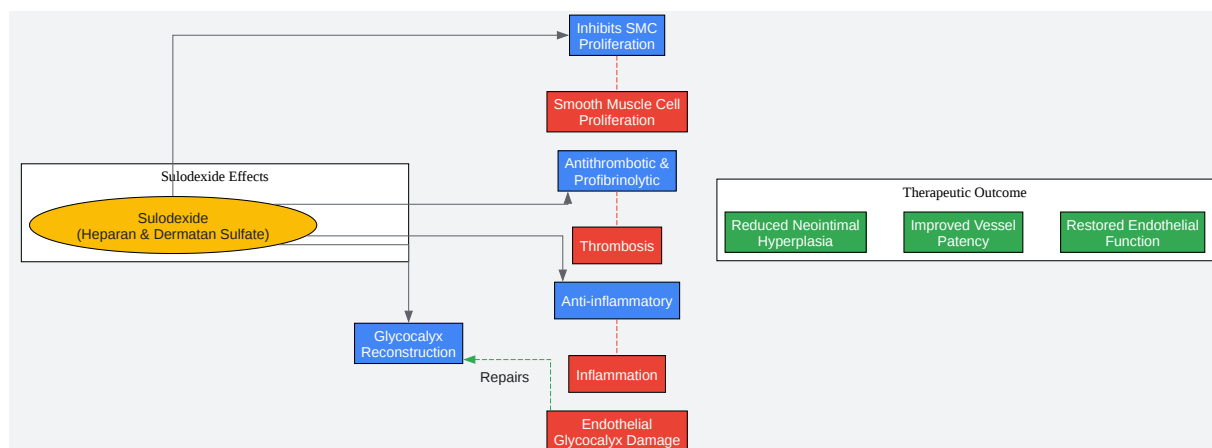 Inhibits SMC
Proliferation
Smooth Muscle Cell
Proliferation
Sulodexide Effects
Sulodexide
(Heparan & Dermatan Sulfate)
Antithrombotic &
Profibrinolytic
Thrombosis
Anti-inflammatory
Glycocalyx
Reconstruction
Repairs
Inflammation
Endothelial
Glycocalyx Damage
Therapeutic Outcome
Reduced Neointimal
Hyperplasia
Improved Vessel
Patency
Restored Endothelial
Function